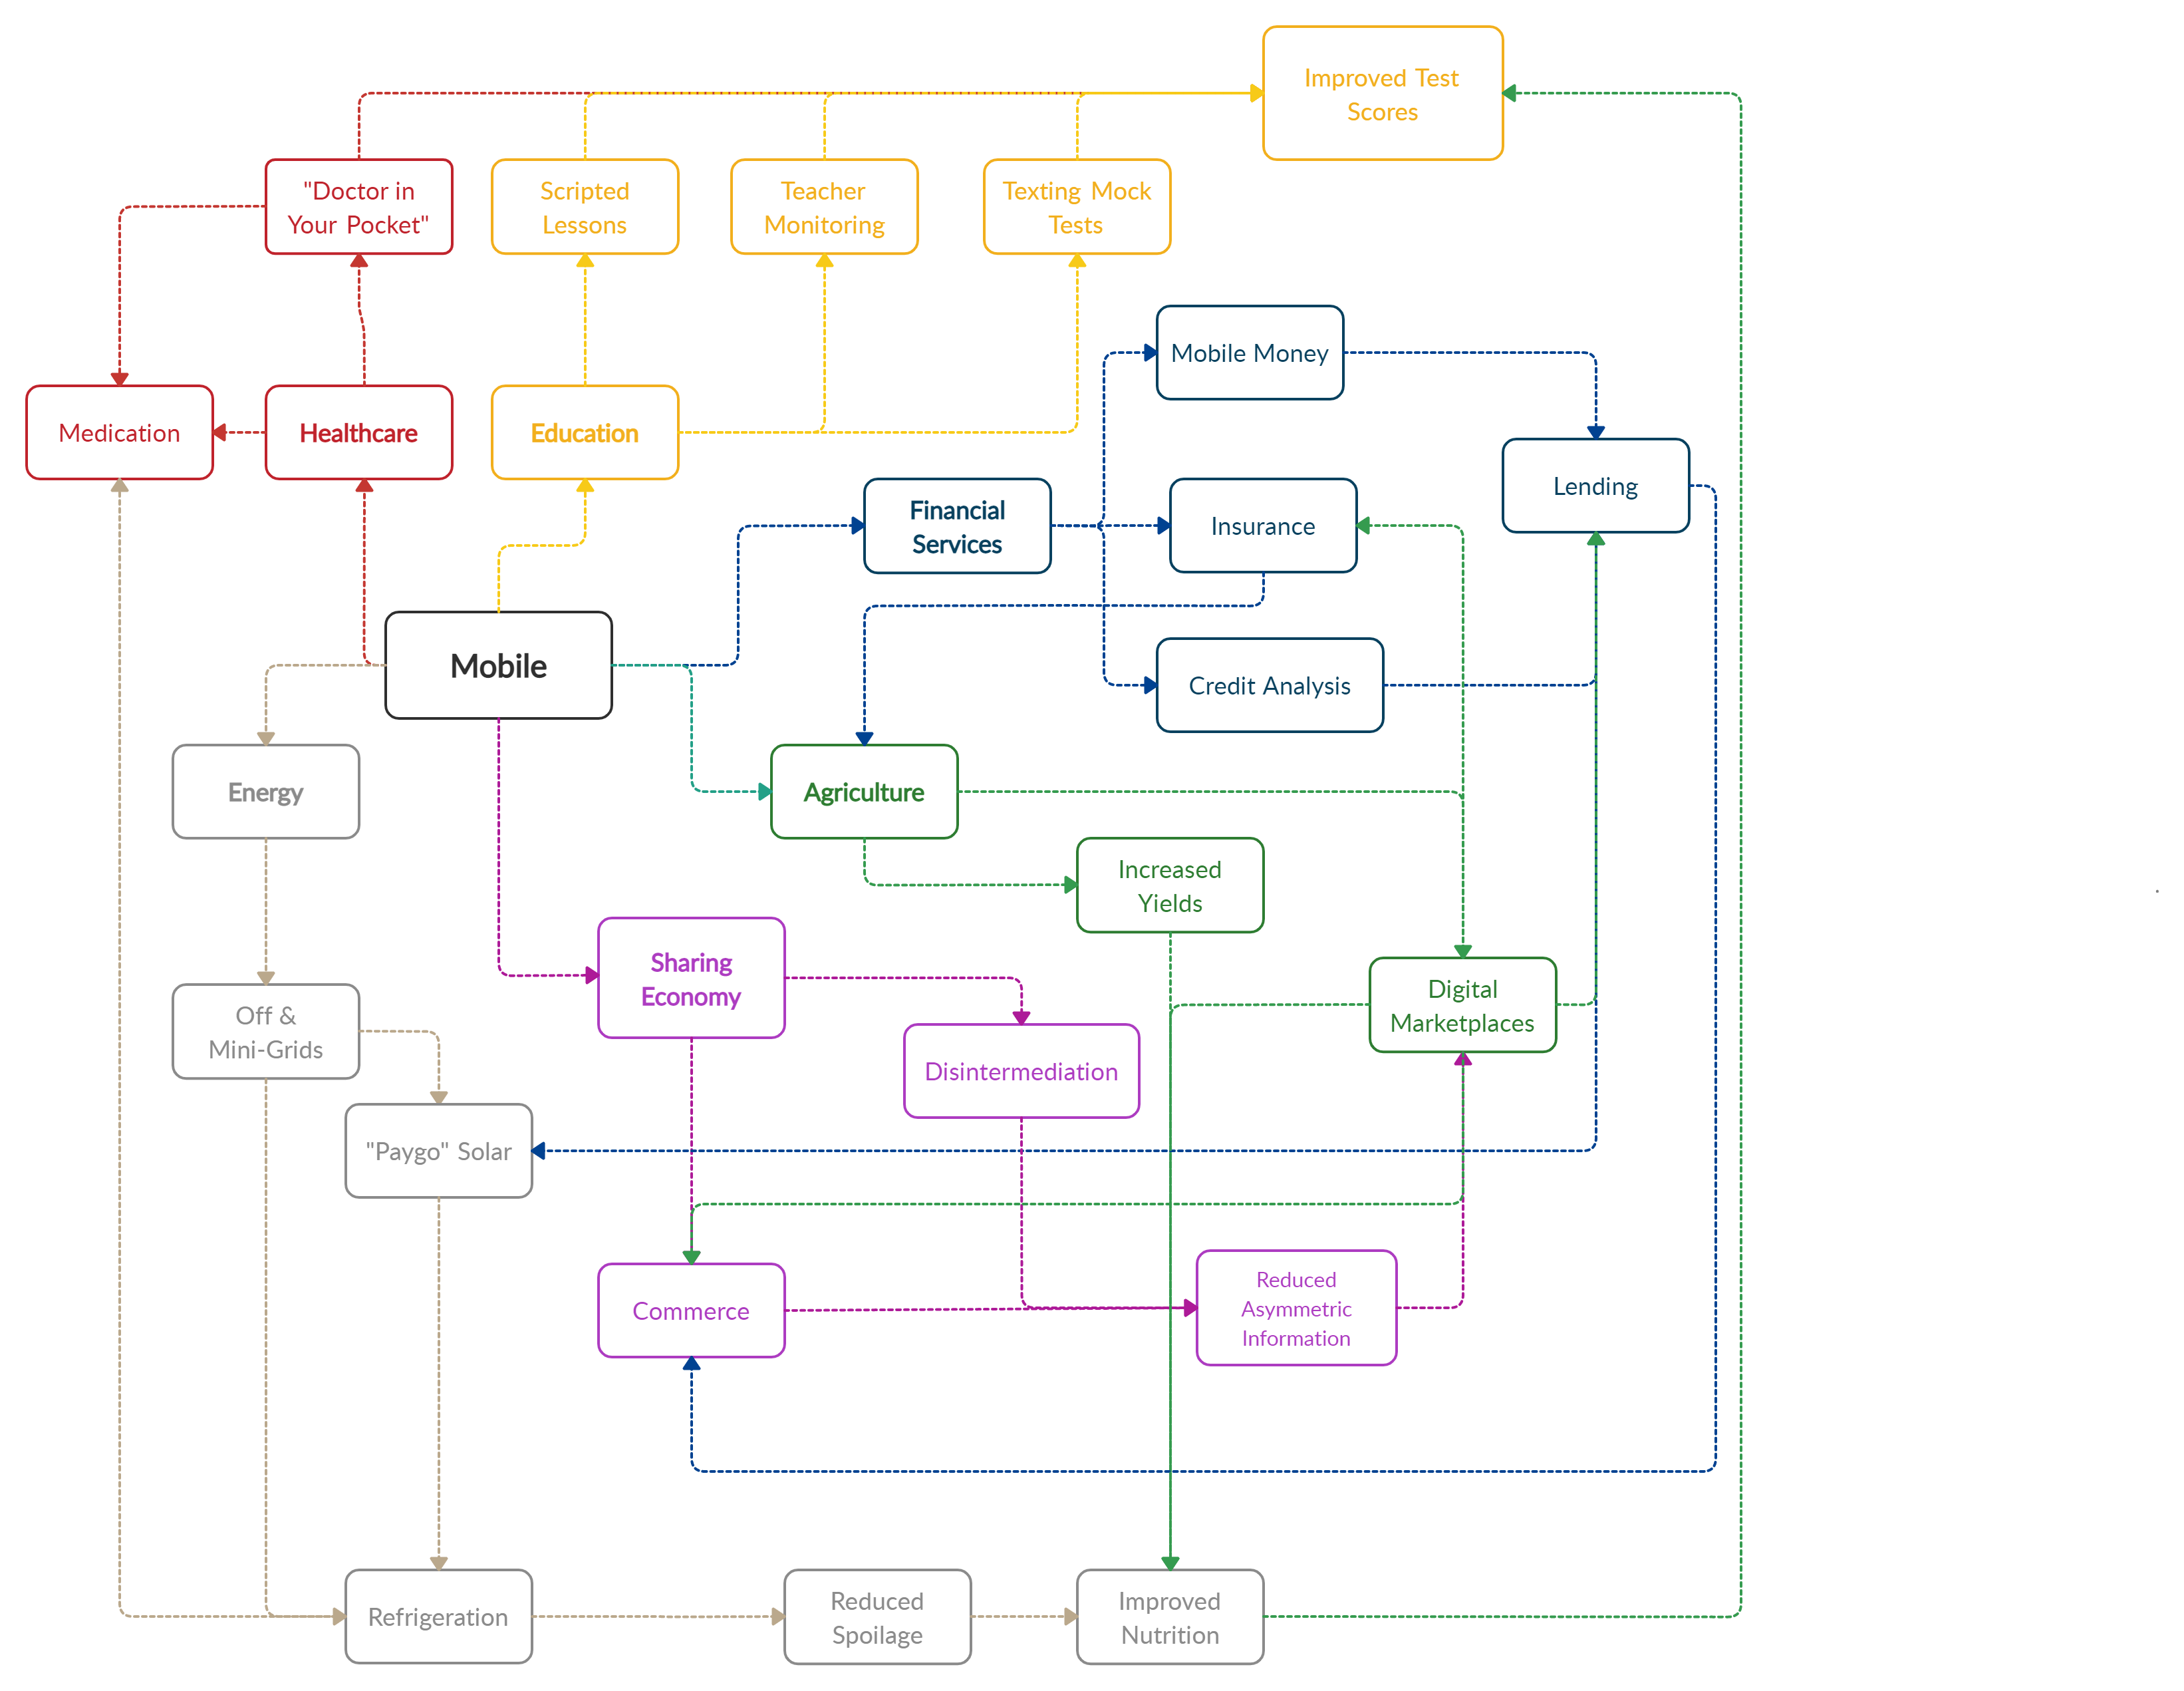 Improved Test
Scores
"Doctor in
Your Pocket"
Scripted
Lessons
Teacher
Monitoring
Texting Mock
Tests
Mobile Money
Medication
Healthcare
Education
Lending
Financial
Services
Insurance
Mobile
Credit Analysis
Energy
Agriculture
Increased
Yields
Sharing
Economy
Digital
Marketplaces
Off &
Mini-Grids
Disintermediation
"Paygo" Solar
Commerce
Reduced
Asymmetric
Information
Refrigeration
Reduced
Spoilage
Improved
Nutrition